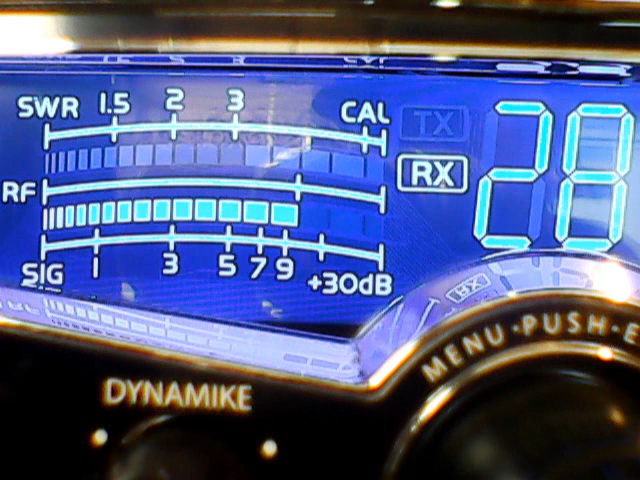 SWR 1.5 2 3 CAL
TX
RX
28
RF
SIG 1 3 5 7 9 +30dB
RX
MENU·PUSH·E
DYNAMIKE